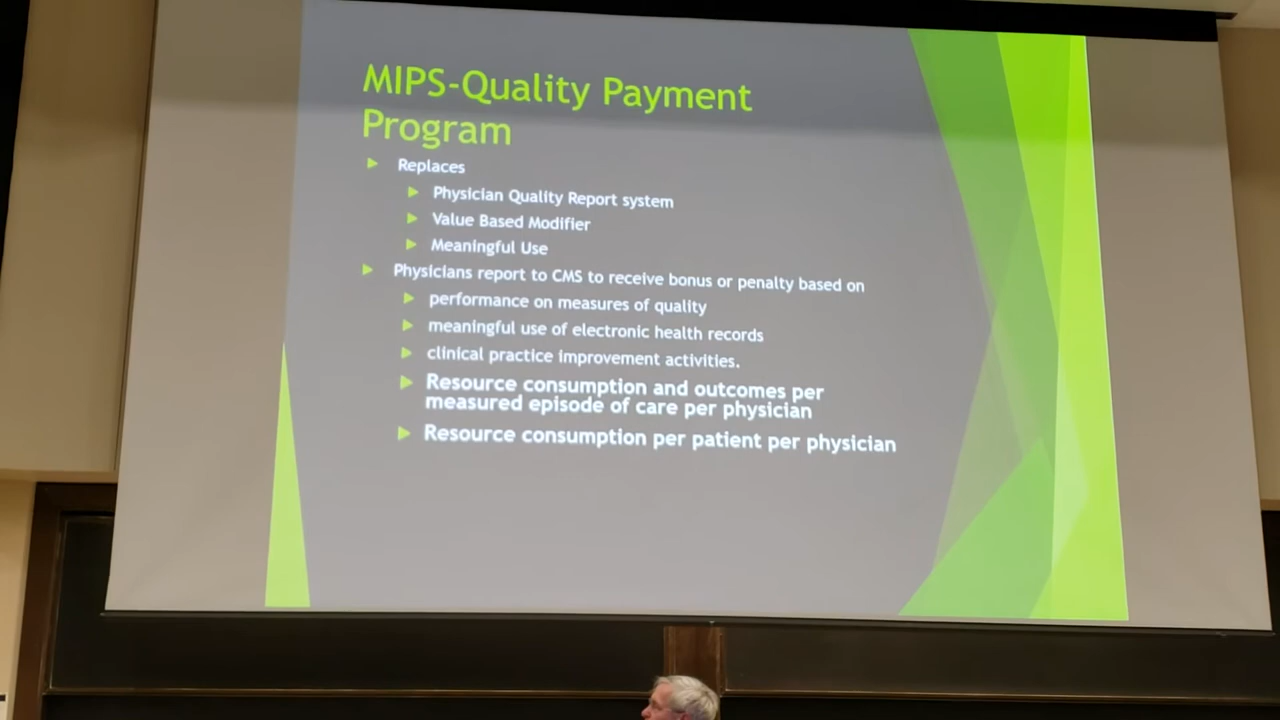 MIPS-Quality Payment
Program
Replaces
Physician Quality Report system
Value Based Modifier
Meaningful Use
Physicians report to CMS to receive bonus or penalty based on
performance on measures of quality
meaningful use of electronic health records
clinical practice improvement activities.
Resource consumption and outcomes per
measured episode of care per physician
Resource consumption per patient per physician